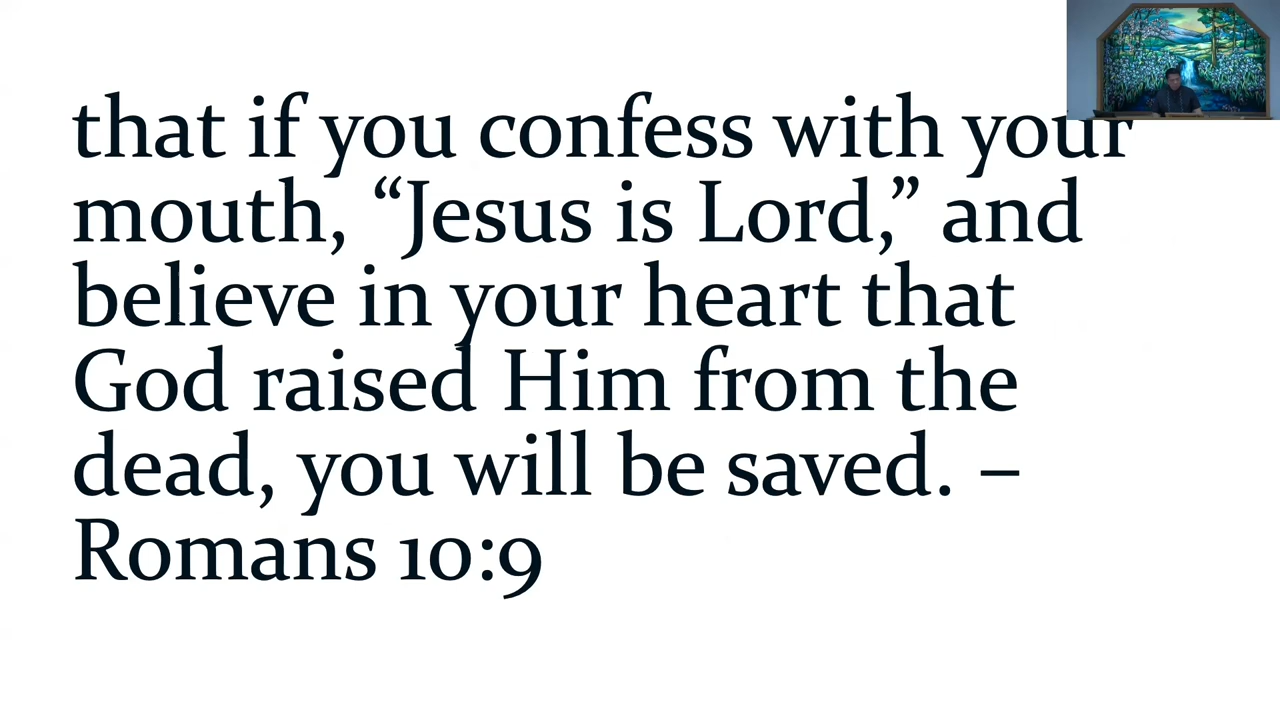 that if you confess with your
mouth, “Jesus is Lord,” and
believe in your heart that
God raised Him from the
dead, you will be saved. –
Romans 10:9